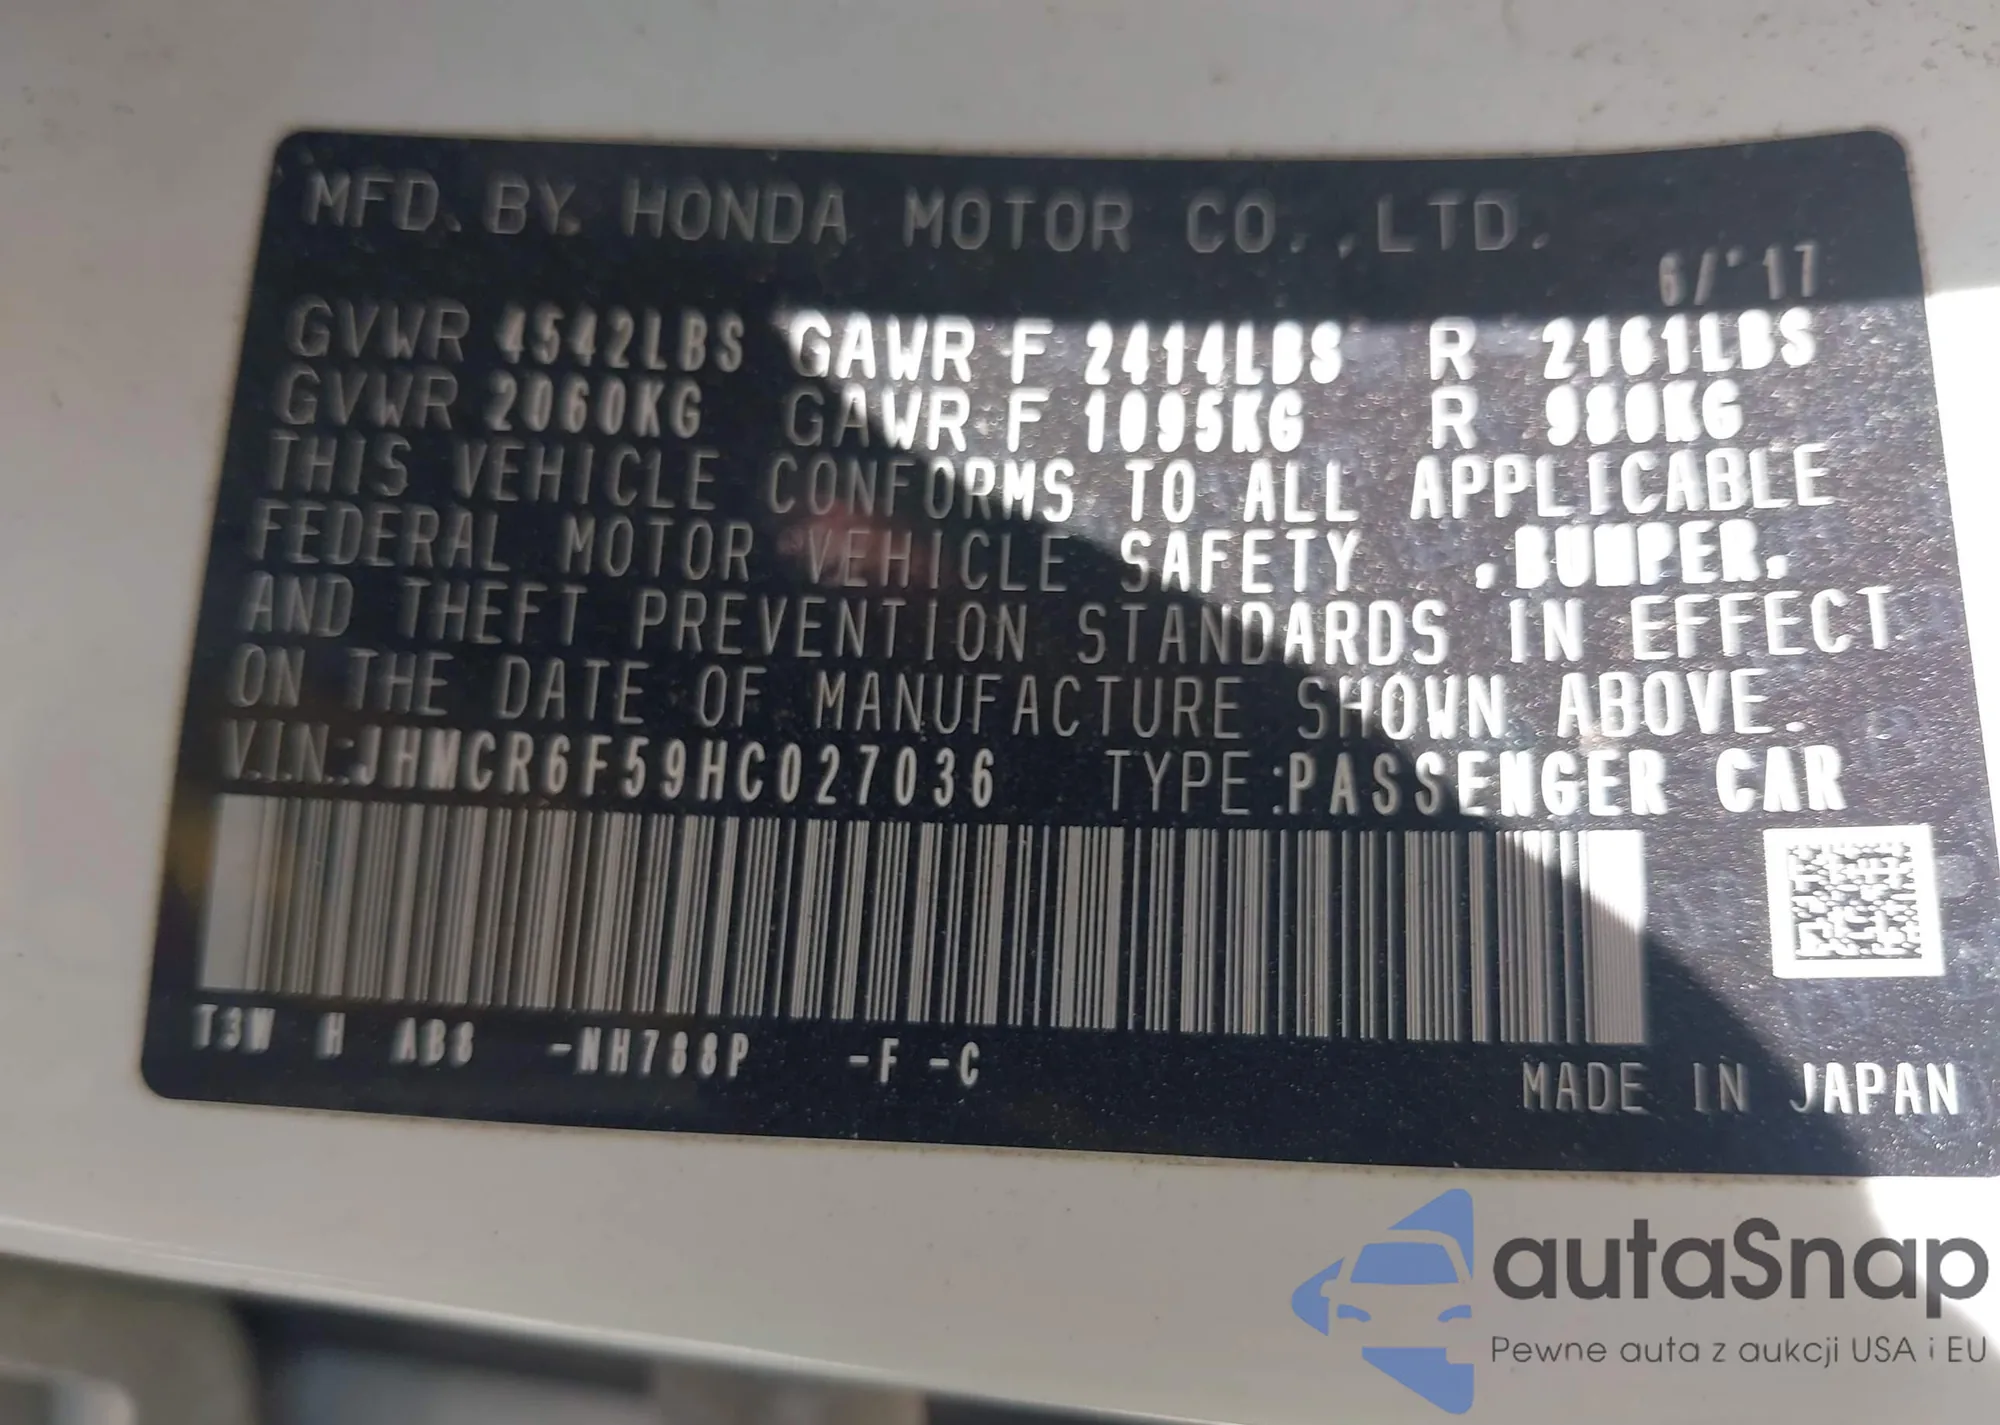 MFD. BY. HONDA MOTOR CO.,LTD.
6/'17
GVWR 4542LBS GAWR F 2414LBS R 2161LBS
GVWR 2060KG GAWR F 1095KG R 980KG
THIS VEHICLE CONFORMS TO ALL APPLICABLE
FEDERAL MOTOR VEHICLE SAFETY ,BUMPER,
AND THEFT PREVENTION STANDARDS IN EFFECT
ON THE DATE OF MANUFACTURE SHOWN ABOVE.
V.I.N.:JHMCR6F59HC027036 TYPE:PASSENGER CAR
T3W H AB8 -NH788P -F -C
MADE IN JAPAN
autaSnap
Pewne auta z aukcji USA i EU